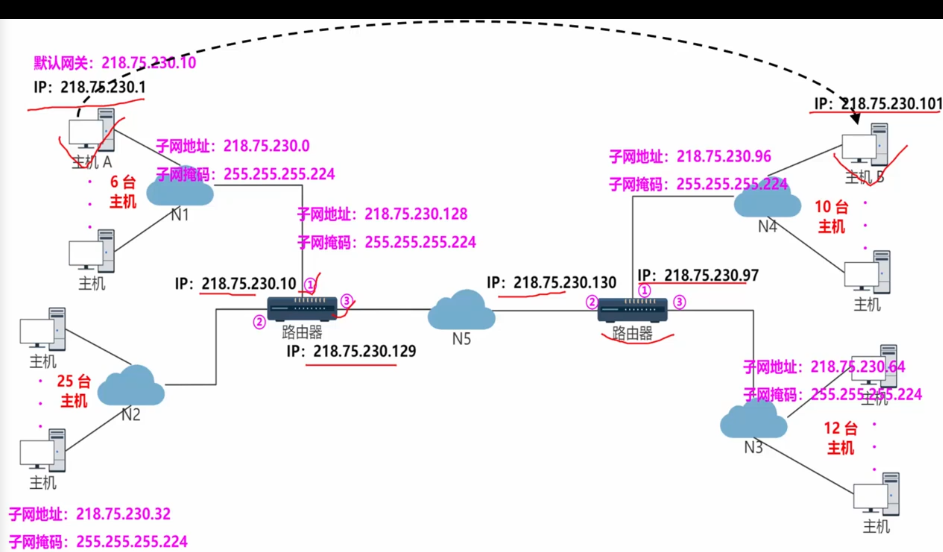 默认网关：218.75.230.10
IP：218.75.230.1
IP：218.75.230.101
主机 A
子网地址：218.75.230.0
子网掩码：255.255.255.224
6 台
主机
N1
主机
子网地址：218.75.230.96
子网掩码：255.255.255.224
主机 B
10 台
主机
N4
主机
子网地址：218.75.230.128
子网掩码：255.255.255.224
IP：218.75.230.10
①
③
②
路由器
IP：218.75.230.129
N5
IP：218.75.230.130
IP：218.75.230.97
①
②
③
路由器
主机
25 台
主机
N2
主机
子网地址：218.75.230.32
子网掩码：255.255.255.224
子网地址：218.75.230.64
子网掩码：255.255.255.224
主机
12 台
主机
N3
主机